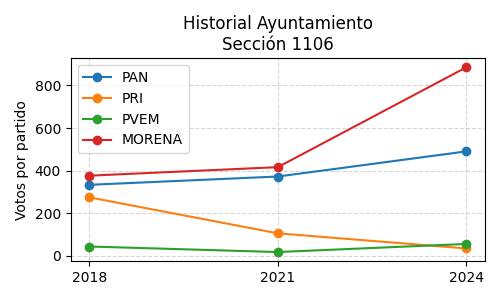 Historial Ayuntamiento
Sección 1106
PAN
PRI
PVEM
MORENA
Votos por partido
800
600
400
200
0
2018 2021 2024